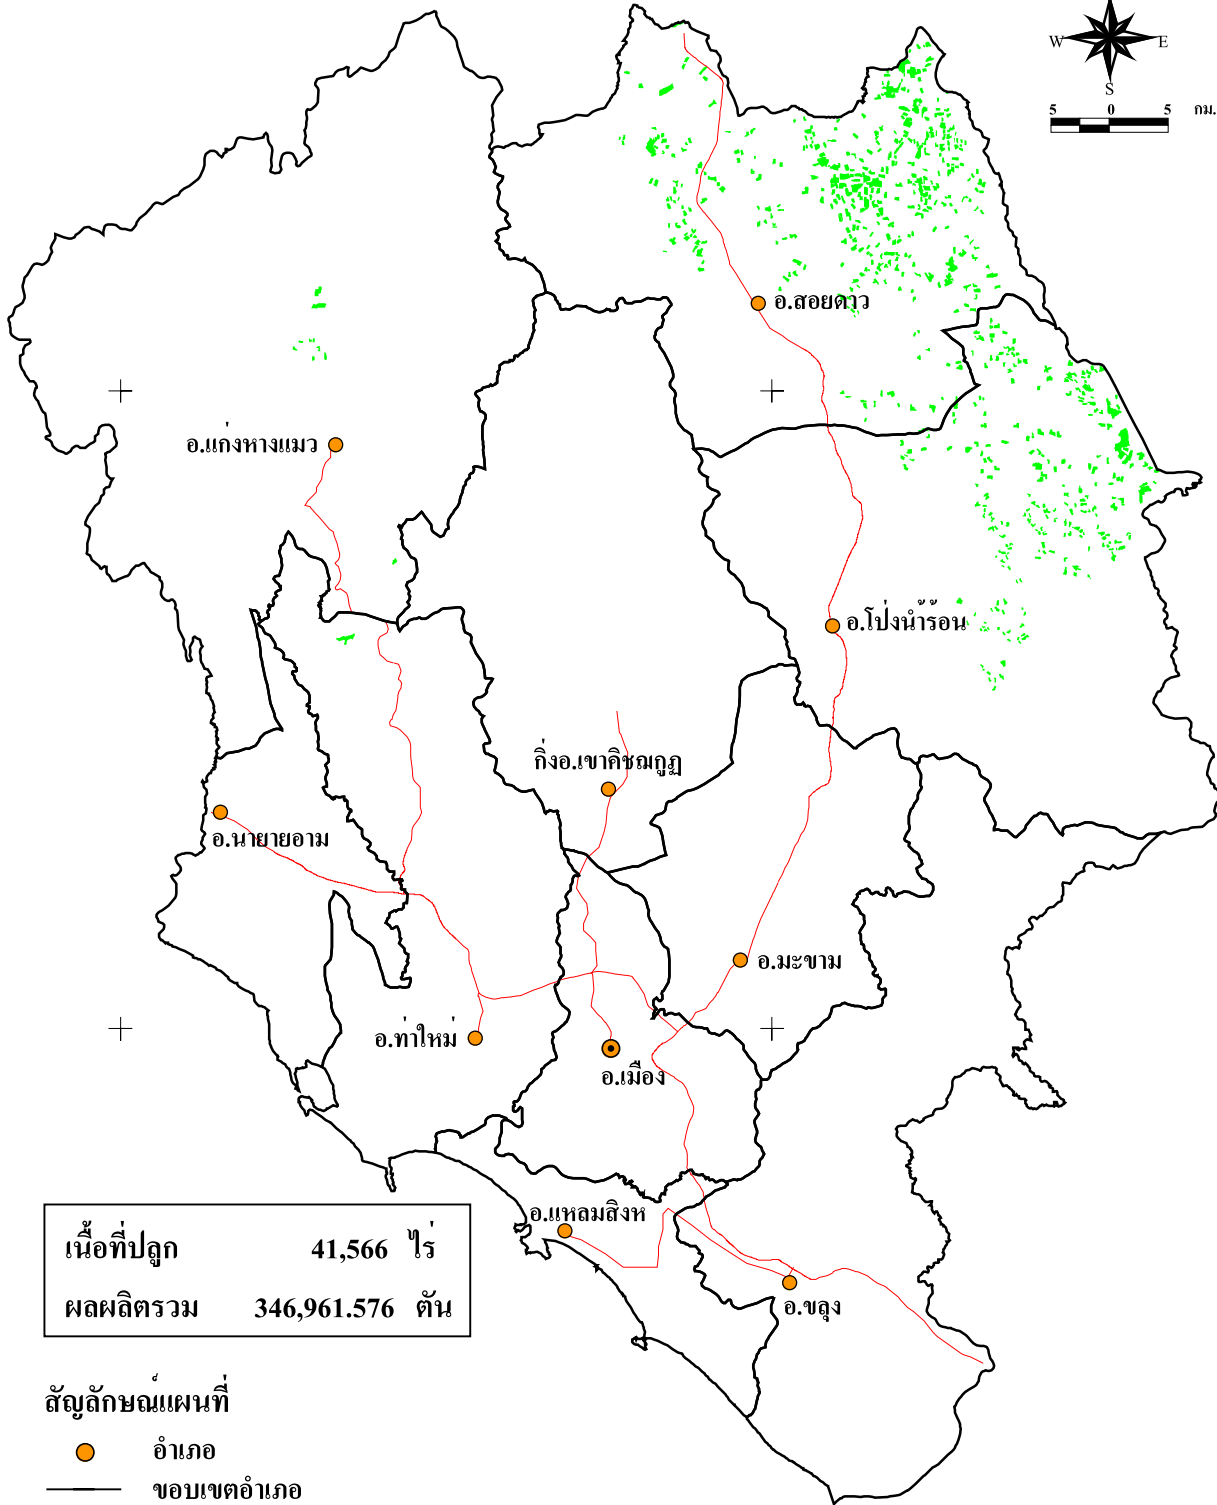 W E
S
5 0 5 กม.
อ.สอยดาว
อ.แก่งหางแมว
อ.โป่งน้ำร้อน
กิ่งอ.เขาคิชฌกูฏ
อ.นายายอาม
อ.มะขาม
อ.ท่าใหม่
อ.เมือง
อ.แหลมสิงห
อ.ขลุง
เนื้อที่ปลูก 41,566 ไร่
ผลผลิตรวม 346,961.576 ตัน
สัญลักษณ์แผนที่
อำเภอ
ขอบเขตอำเภอ